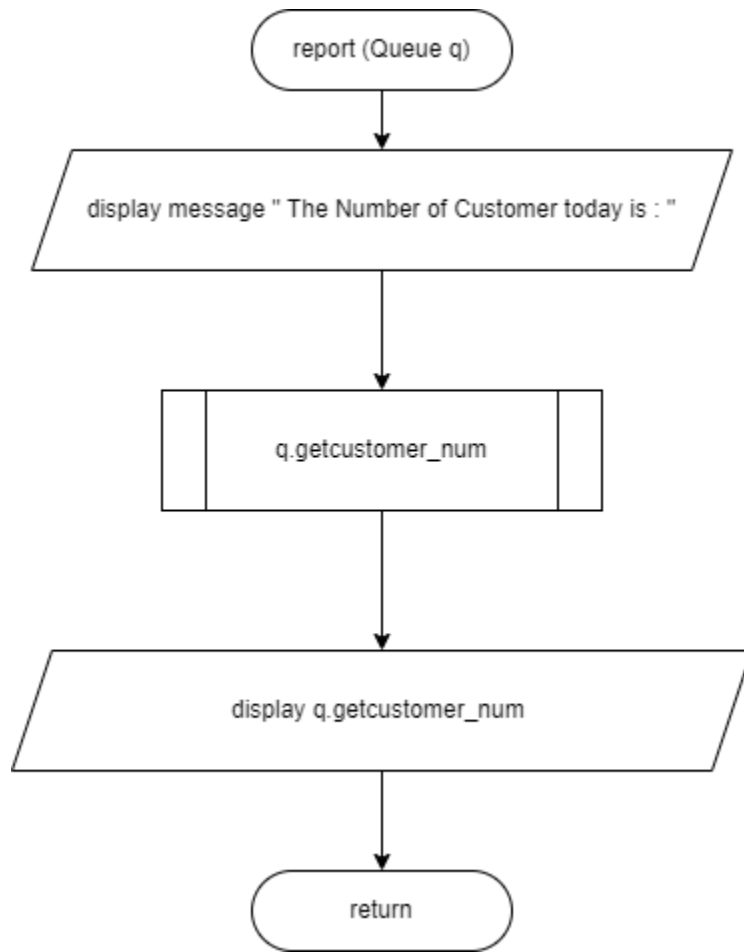 report (Queue q)
display message " The Number of Customer today is : "
q.getcustomer_num
display q.getcustomer_num
return